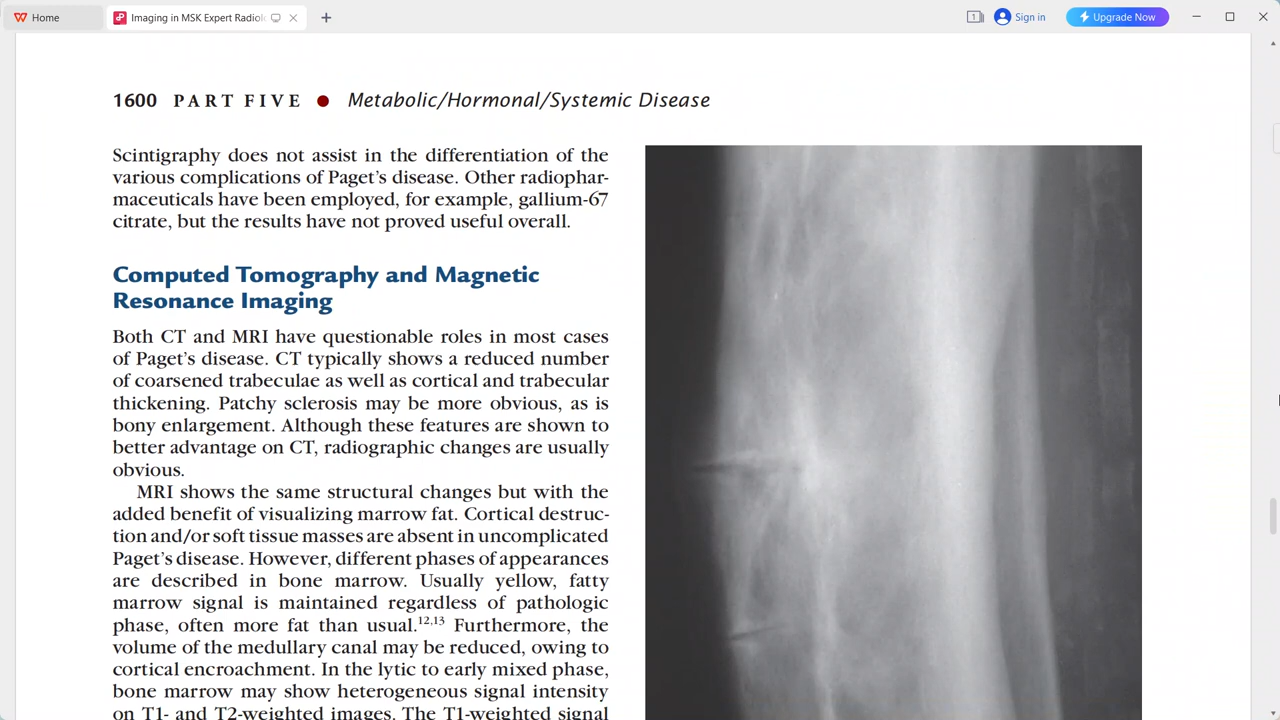 Home
Imaging in MSK Expert Radiol
1
Sign in
Upgrade Now
1600 PART FIVE ● Metabolic/Hormonal/Systemic Disease
Scintigraphy does not assist in the differentiation of the
various complications of Paget's disease. Other radiophar-
maceuticals have been employed, for example, gallium-67
citrate, but the results have not proved useful overall.
Computed Tomography and Magnetic
Resonance Imaging
Both CT and MRI have questionable roles in most cases
of Paget's disease. CT typically shows a reduced number
of coarsened trabeculae as well as cortical and trabecular
thickening. Patchy sclerosis may be more obvious, as is
bony enlargement. Although these features are shown to
better advantage on CT, radiographic changes are usually
obvious.
MRI shows the same structural changes but with the
added benefit of visualizing marrow fat. Cortical destruc-
tion and/or soft tissue masses are absent in uncomplicated
Paget's disease. However, different phases of appearances
are described in bone marrow. Usually yellow, fatty
marrow signal is maintained regardless of pathologic
phase, often more fat than usual.12,13 Furthermore, the
volume of the medullary canal may be reduced, owing to
cortical encroachment. In the lytic to early mixed phase,
bone marrow may show heterogeneous signal intensity
on T1- and T2-weighted images. The T1-weighted signal